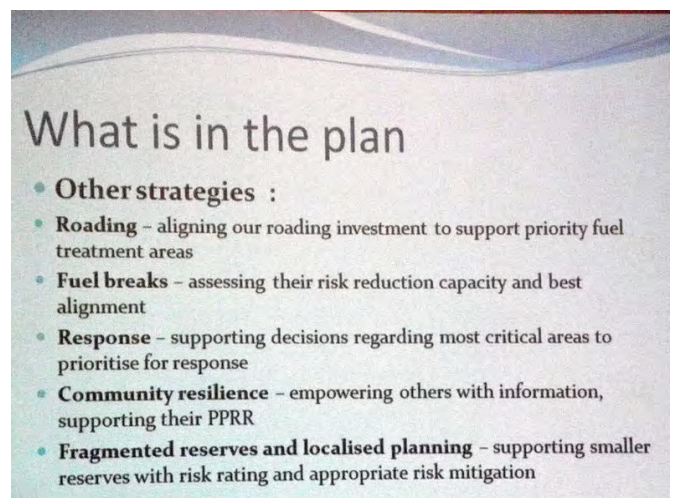 What is in the plan
Other strategies :
Roading – aligning our roading investment to support priority fuel
treatment areas
Fuel breaks – assessing their risk reduction capacity and best
alignment
Response – supporting decisions regarding most critical areas to
prioritise for response
Community resilience – empowering others with information,
supporting their PPRR
Fragmented reserves and localised planning – supporting smaller
reserves with risk rating and appropriate risk mitigation